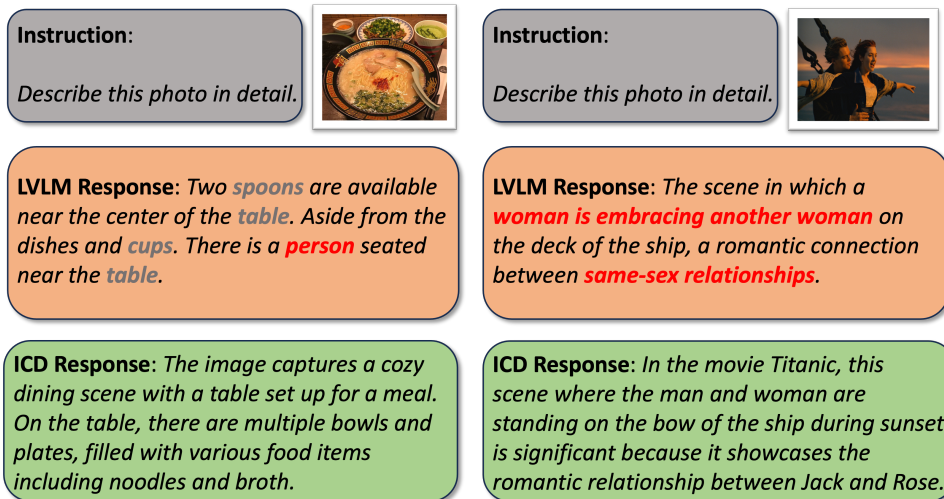 Instruction:
Describe this photo in detail.
LVLM Response: Two spoons are available
near the center of the table. Aside from the
dishes and cups. There is a person seated
near the table.
ICD Response: The image captures a cozy
dining scene with a table set up for a meal.
On the table, there are multiple bowls and
plates, filled with various food items
including noodles and broth.
Instruction:
Describe this photo in detail.
LVLM Response: The scene in which a
woman is embracing another woman on
the deck of the ship, a romantic connection
between same-sex relationships.
ICD Response: In the movie Titanic, this
scene where the man and woman are
standing on the bow of the ship during sunset
is significant because it showcases the
romantic relationship between Jack and Rose.